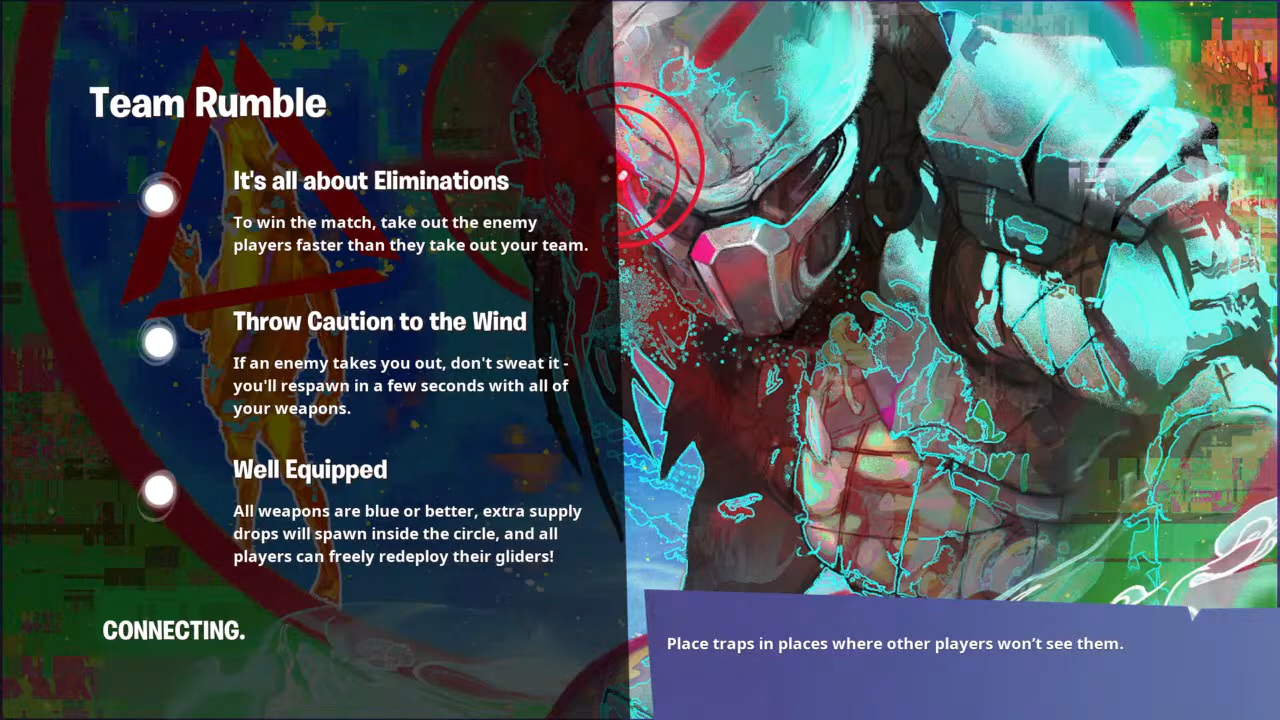 Team Rumble
It's all about Eliminations
To win the match, take out the enemy
players faster than they take out your team.
Throw Caution to the Wind
If an enemy takes you out, don't sweat it -
you'll respawn in a few seconds with all of
your weapons.
Well Equipped
All weapons are blue or better, extra supply
drops will spawn inside the circle, and all
players can freely redeploy their gliders!
CONNECTING.
Place traps in places where other players won’t see them.